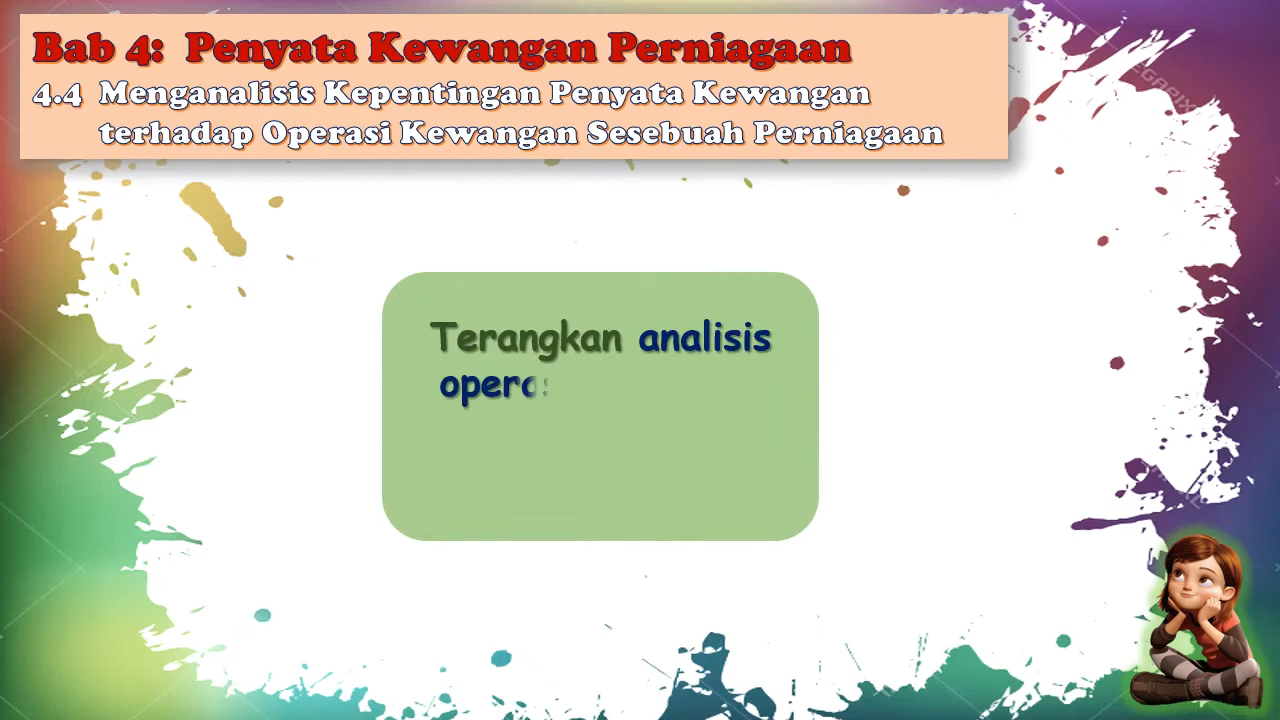 Bab 4: Penyata Kewangan Perniagaan
4.4 Menganalisis Kepentingan Penyata Kewangan
terhadap Operasi Kewangan Sesebuah Perniagaan
Terangkan analisis